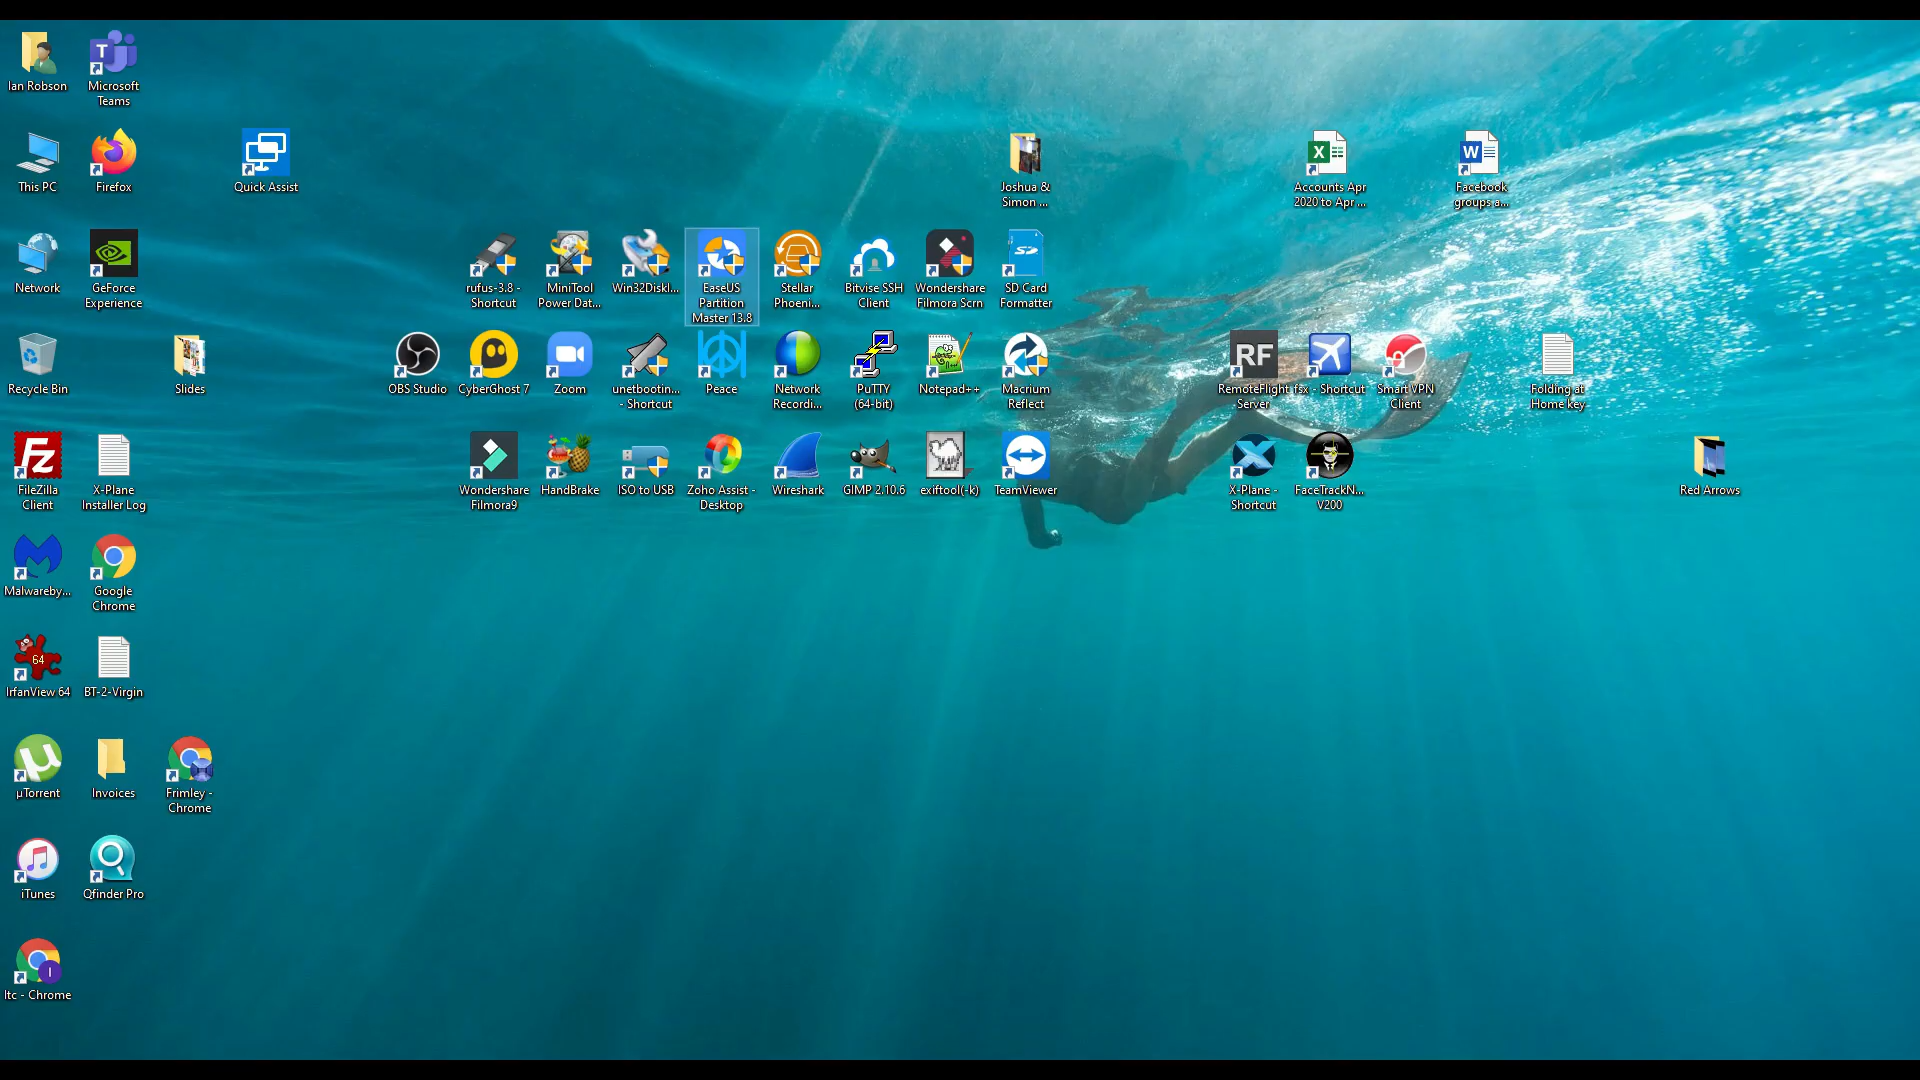 Ian Robson
Microsoft
Teams
This PC
Firefox
Quick Assist
Joshua &
Simon ...
Accounts Apr
2020 to Apr ...
Facebook
groups a...
Network
GeForce
Experience
rufus-3.8 -
Shortcut
MiniTool
Power Dat...
Win32DiskI...
EaseUS
Partition
Master 13.8
Stellar
Phoeni...
Bitvise SSH
Client
Wondershare
Filmora Scrn
SD
SD Card
Formatter
Recycle Bin
Slides
OBS Studio
CyberGhost 7
Zoom
unetbootin...
- Shortcut
Peace
Network
Recordi...
PuTTY
(64-bit)
Notepad++
Macrium
Reflect
RF
RemoteFlight
Server
fsx - Shortcut
Smart VPN
Client
Folding at
Home key
Fz
FileZilla
Client
X-Plane
Installer Log
Wondershare
Filmora9
HandBrake
ISO to USB
Zoho Assist -
Desktop
Wireshark
GIMP 2.10.6
exiftool(-k)
TeamViewer
X-Plane -
Shortcut
FaceTrackN...
V200
Red Arrows
Malwareby...
Google
Chrome
64
IrfanView 64
BT-2-Virgin
µTorrent
Invoices
Frimley -
Chrome
iTunes
Qfinder Pro
I
Itc - Chrome